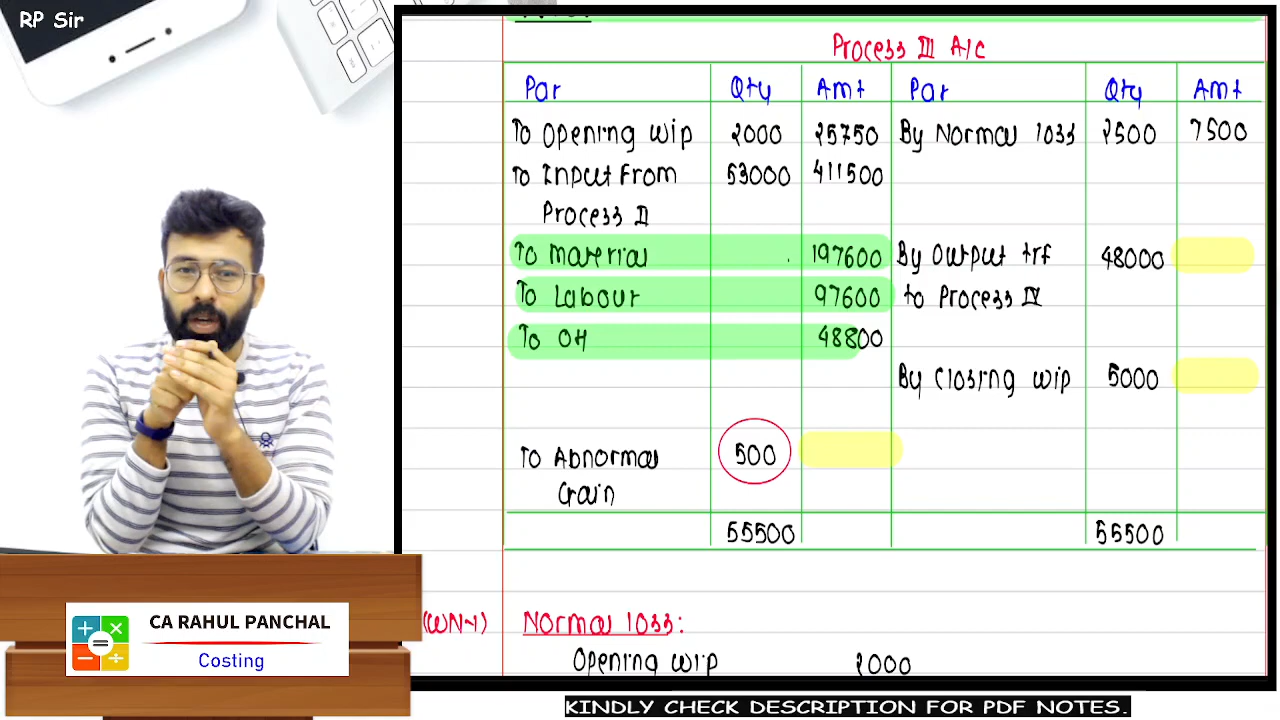 RP Sir
Process III A/c
Par Qty Amt Par Qty Amt
To Opening wip 2000 25750 By Normal loss 2500 7500
To Input From 53000 411500
Process II
To Material 197600 By Output trf 48000
To Labour 97600 to Process IV
To OH 48800
By Closing wip 5000
To Abnormal 500
Gain
55500 55500
CA RAHUL PANCHAL
Costing
(WN-1) Normal loss:
Opening wip 2000
KINDLY CHECK DESCRIPTION FOR PDF NOTES.